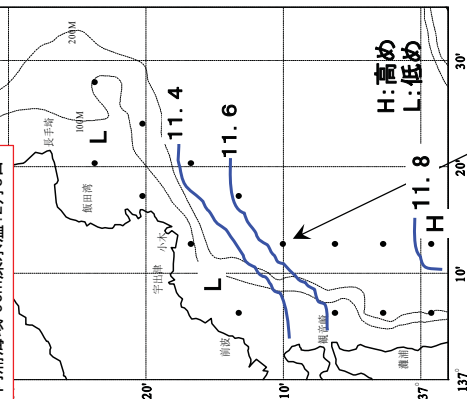 200M
100M
長手埼
L
飯田湾
11.4
11.6
小木
宇出津
L
前波
観音崎
灘浦
11.8
H
H:高め
L:低め
20'
10'
37°
137°
10'
20'
30'